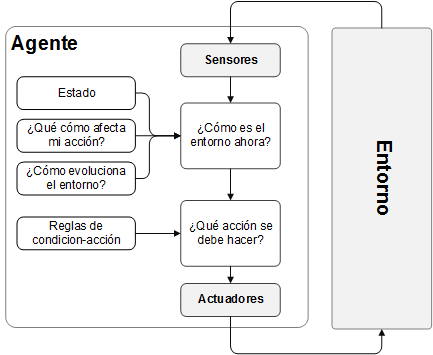 Agente
Sensores
Estado
¿Qué cómo afecta
mi acción?
¿Cómo evoluciona
el entorno?
¿Cómo es el
entorno ahora?
Reglas de
condicion-acción
¿Qué acción se
debe hacer?
Actuadores
Entorno